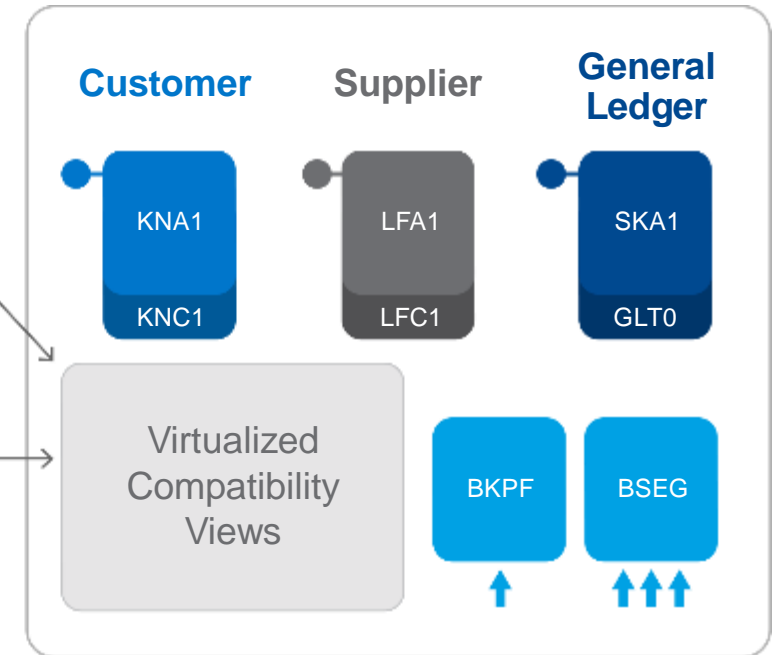 Customer
Supplier
General
Ledger
KNA1
LFA1
SKA1
KNC1
LFC1
GLT0
Virtualized
Compatibility
Views
BKPF
BSEG